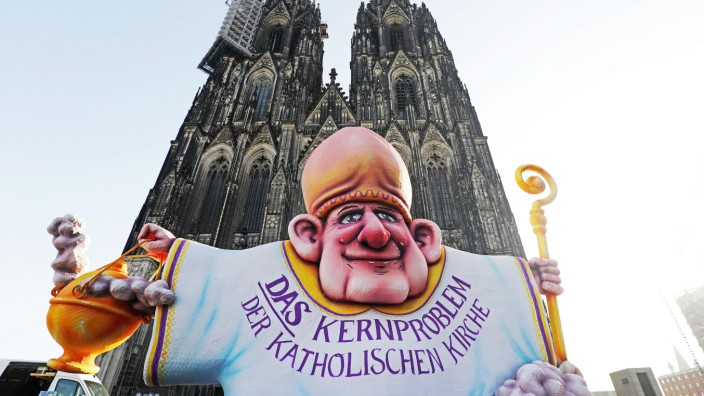 DAS KERNPROBLEM
DER KATHOLISCHEN KIRCHE